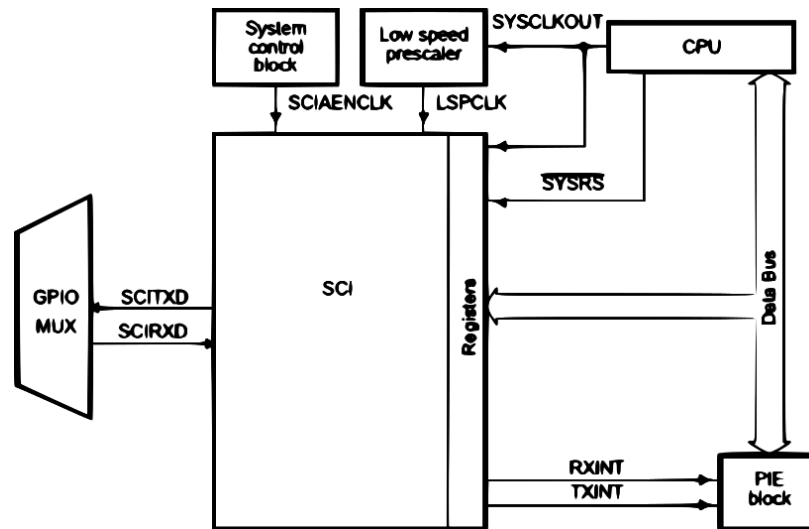 System
control
block
Low speed
prescaler
SYSCLKOUT
CPU
SCIAENCLK
LSPCLK
SYSRS
GPIO
MUX
SCITXD
SCIRXD
SCI
Registers
Data Bus
RXINT
TXINT
PIE
block